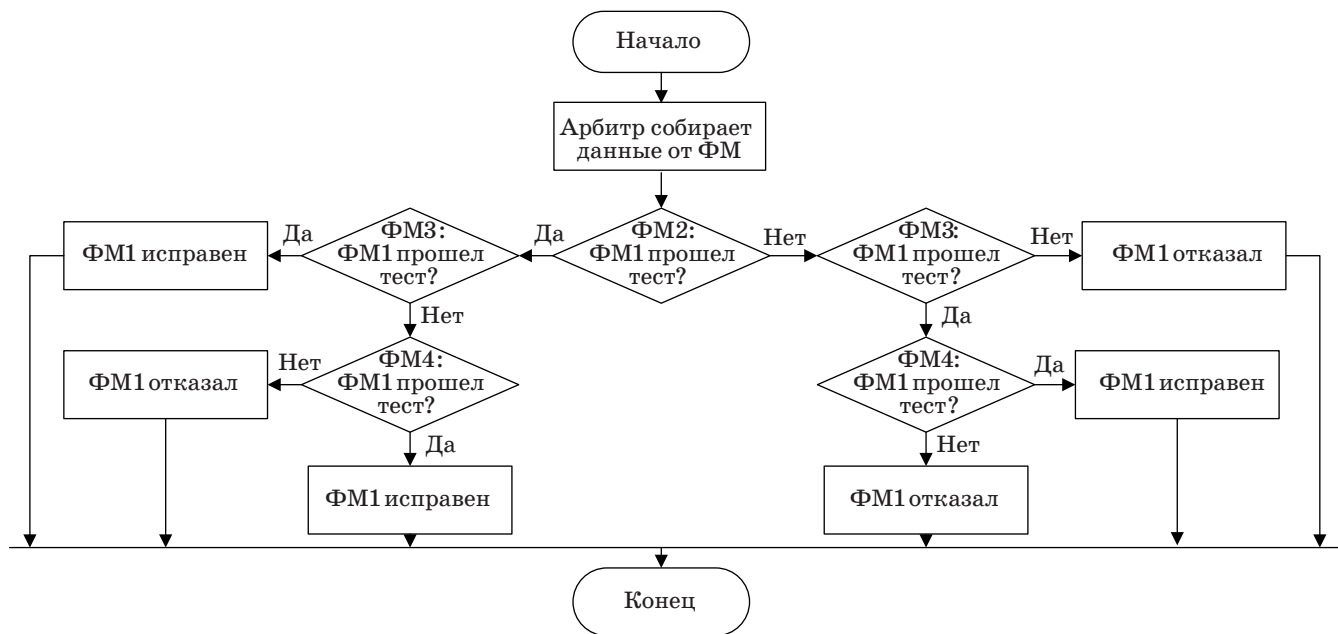 Начало
Арбитр собирает
данные от ФМ
ФМ1 исправен
Да
ФМ3:
ФМ1 прошел
тест?
Да
ФМ2:
ФМ1 прошел
тест?
Нет
ФМ3:
ФМ1 прошел
тест?
Нет
ФМ1 отказал
Нет
Да
ФМ1 отказал
Нет
ФМ4:
ФМ1 прошел
тест?
ФМ4:
ФМ1 прошел
тест?
Да
ФМ1 исправен
Да
Нет
ФМ1 исправен
ФМ1 отказал
Конец